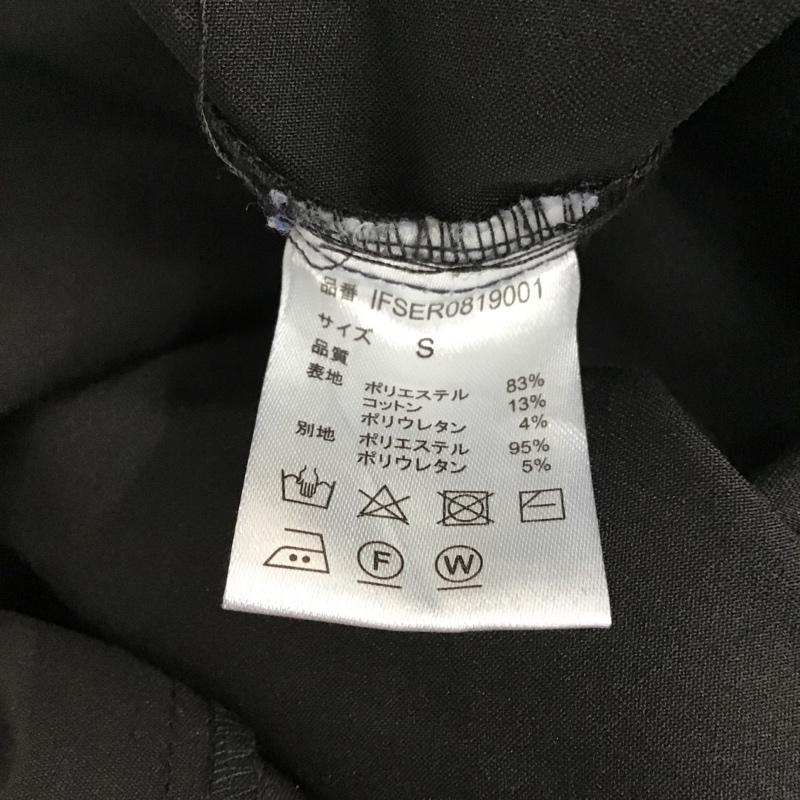 品番 IFSER0819001
サイズ S
品質
表地 ポリエステル 83%
コットン 13%
ポリウレタン 4%
別地 ポリエステル 95%
ポリウレタン 5%
F W